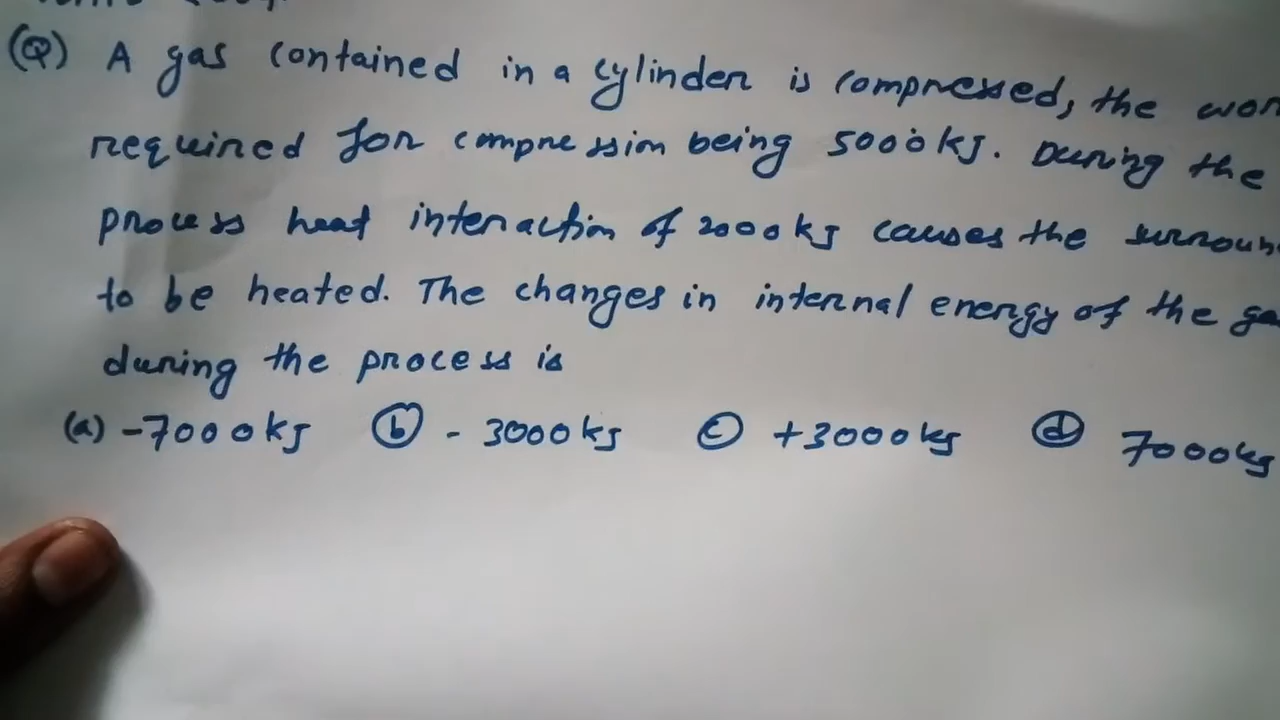 (Q) A gas contained in a cylinder is compressed, the wor
required for compression being 5000kJ. During the
process heat interaction of 2000kJ causes the surroun
to be heated. The changes in internal energy of the ga
during the process is
(a) -7000kJ (b) - 3000kJ (c) +3000kJ (d) 7000kJ